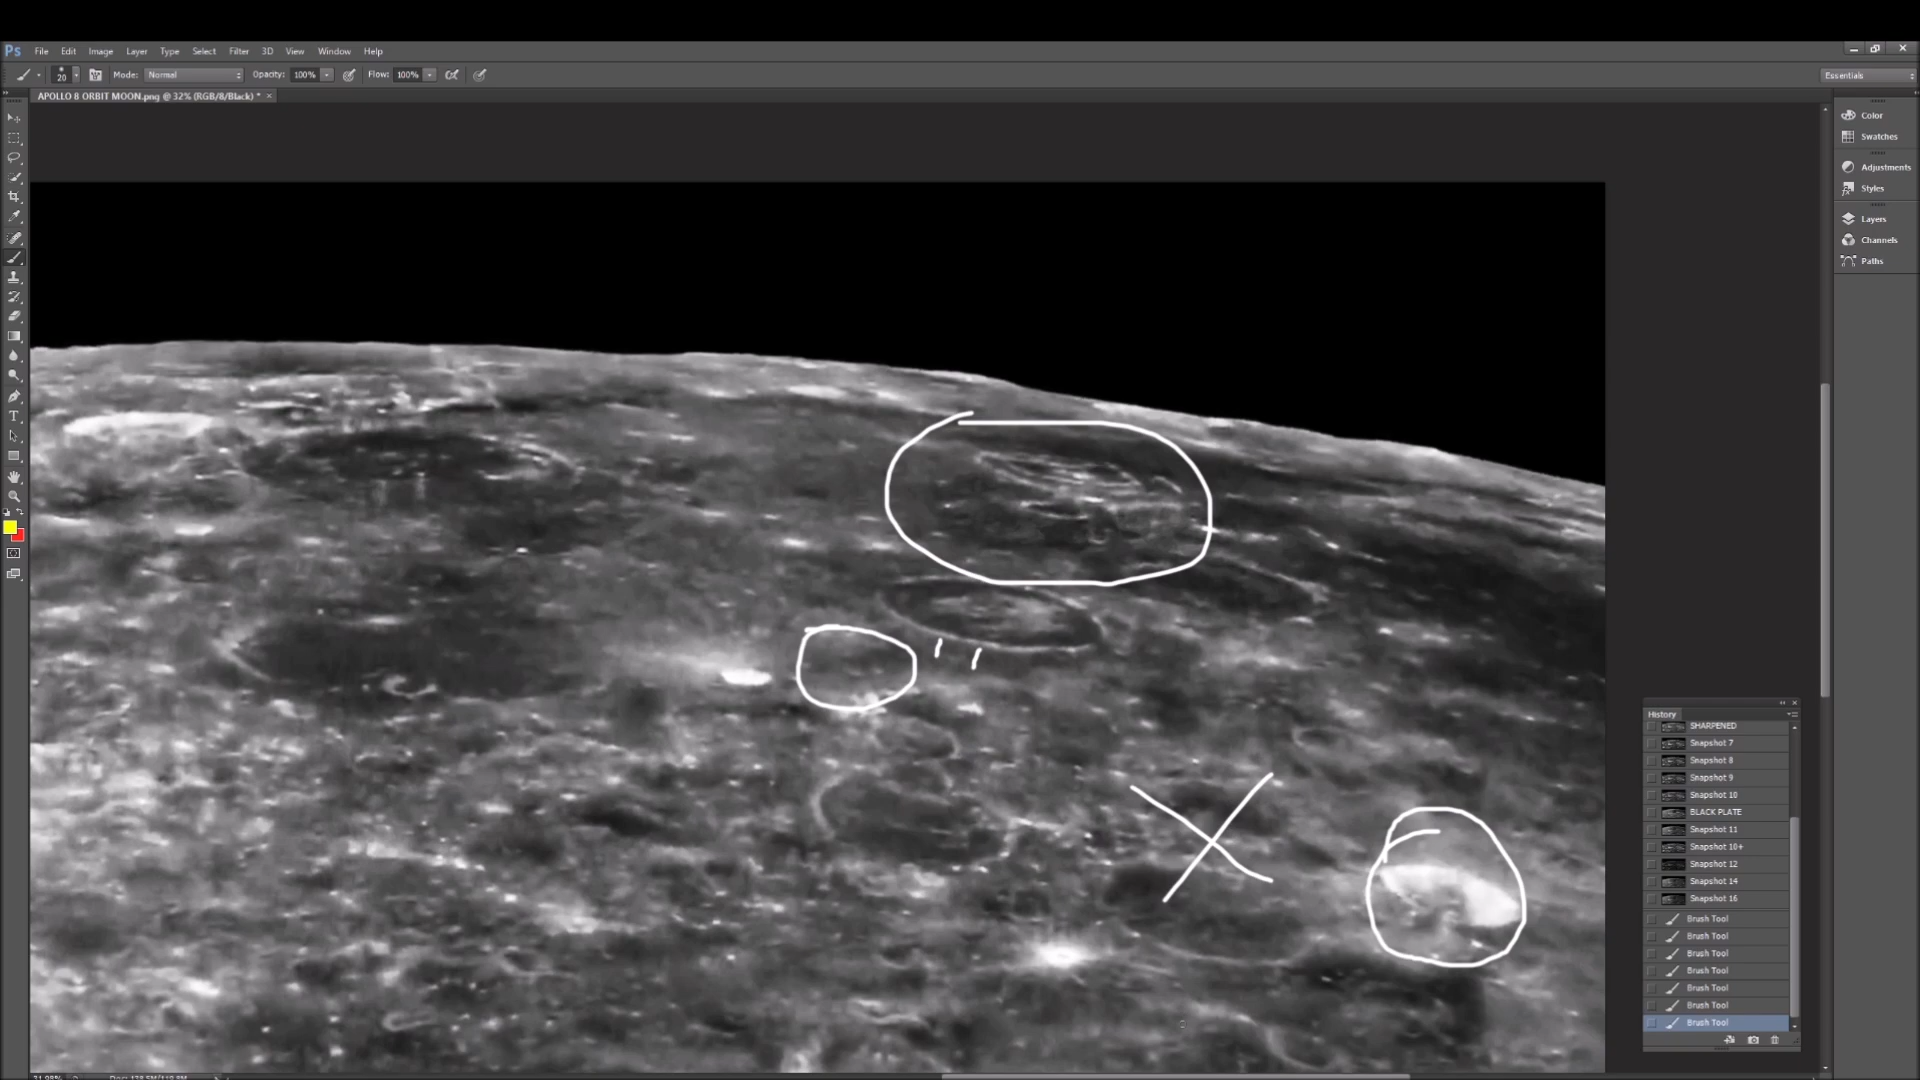 Ps File Edit Image Layer Type Select Filter 3D View Window Help
20 Mode: Normal Opacity: 100% Flow: 100% Essentials
APOLLO 8 ORBIT MOON.png @ 32% (RGB/8/Black) * ×
Color
Swatches
Adjustments
Styles
Layers
Channels
Paths
History
SHARPENED
Snapshot 7
Snapshot 8
Snapshot 9
Snapshot 10
BLACK PLATE
Snapshot 11
Snapshot 10+
Snapshot 12
Snapshot 14
Snapshot 16
Brush Tool
Brush Tool
Brush Tool
Brush Tool
Brush Tool
Brush Tool
Brush Tool